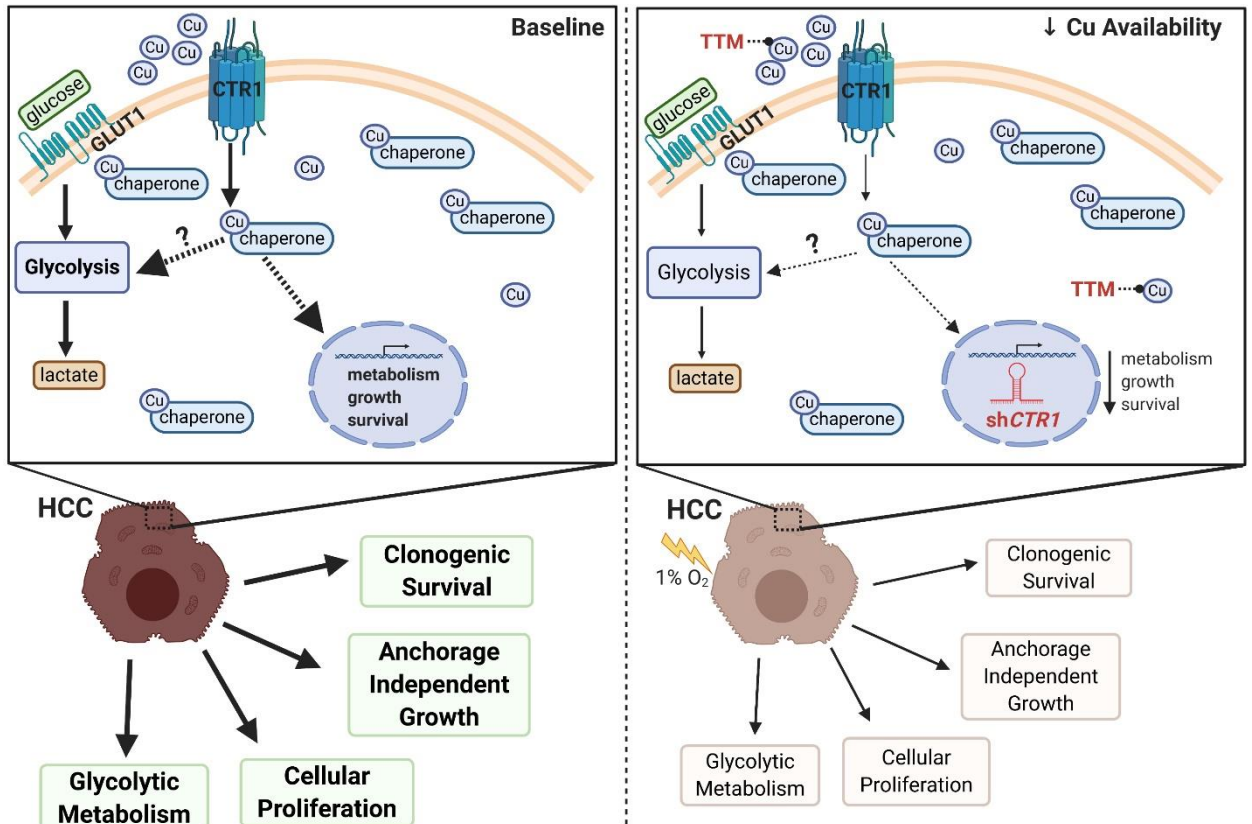 Baseline
Cu
Cu
Cu
Cu
CTR1
glucose
GLUT1
Cu
chaperone
Cu
Cu
chaperone
Cu
chaperone
Cu
chaperone
?
Glycolysis
Cu
lactate
metabolism
growth
survival
Cu
chaperone
HCC
Clonogenic
Survival
Anchorage
Independent
Growth
Glycolytic
Metabolism
Cellular
Proliferation
↓ Cu Availability
TTM
Cu
Cu
Cu
Cu
CTR1
glucose
GLUT1
Cu
chaperone
Cu
Cu
chaperone
Cu
chaperone
Cu
chaperone
?
Glycolysis
TTM
Cu
lactate
shCTR1
metabolism
growth
survival
Cu
chaperone
HCC
1% O₂
Clonogenic
Survival
Anchorage
Independent
Growth
Glycolytic
Metabolism
Cellular
Proliferation